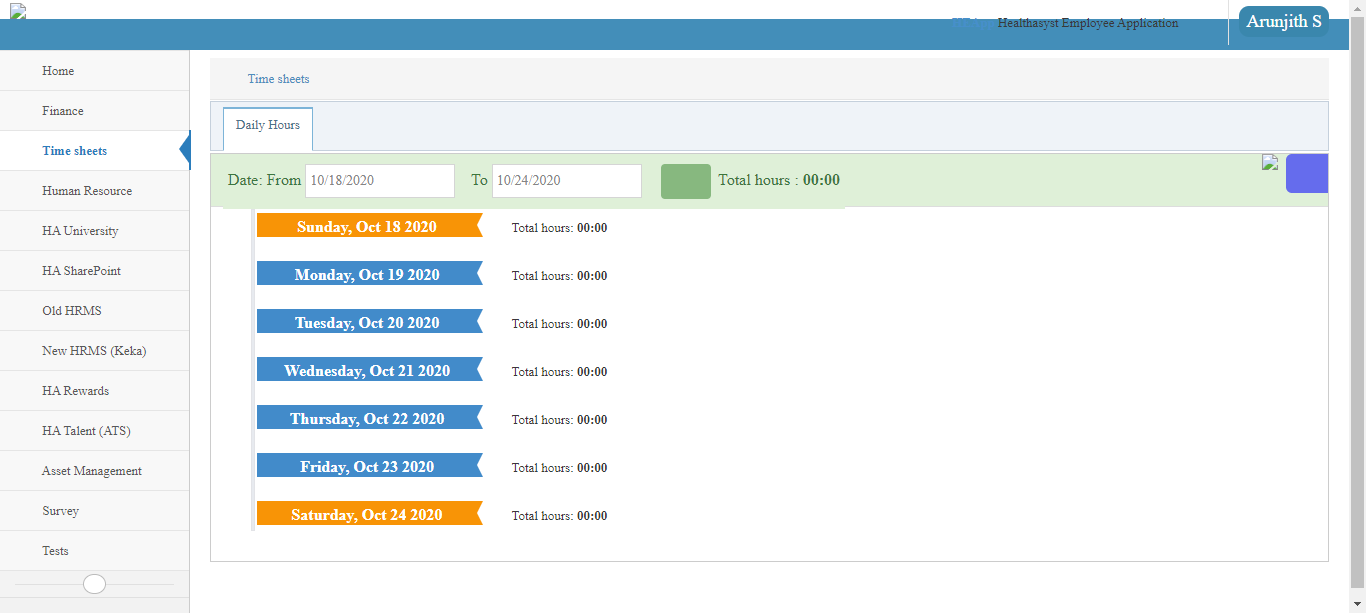 Healthasyst Employee Application
Arunjith S
Home
Finance
Time sheets
Human Resource
HA University
HA SharePoint
Old HRMS
New HRMS (Keka)
HA Rewards
HA Talent (ATS)
Asset Management
Survey
Tests
Time sheets
Daily Hours
Date: From 10/18/2020 To 10/24/2020 Total hours : 00:00
Sunday, Oct 18 2020 Total hours: 00:00
Monday, Oct 19 2020 Total hours: 00:00
Tuesday, Oct 20 2020 Total hours: 00:00
Wednesday, Oct 21 2020 Total hours: 00:00
Thursday, Oct 22 2020 Total hours: 00:00
Friday, Oct 23 2020 Total hours: 00:00
Saturday, Oct 24 2020 Total hours: 00:00